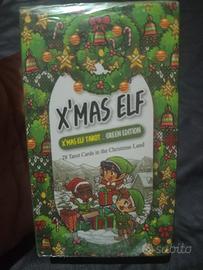 X'MAS ELF
X'MAS ELF TAROT - GREEN EDITION
78 Tarot Cards in the Christmas Land
subito